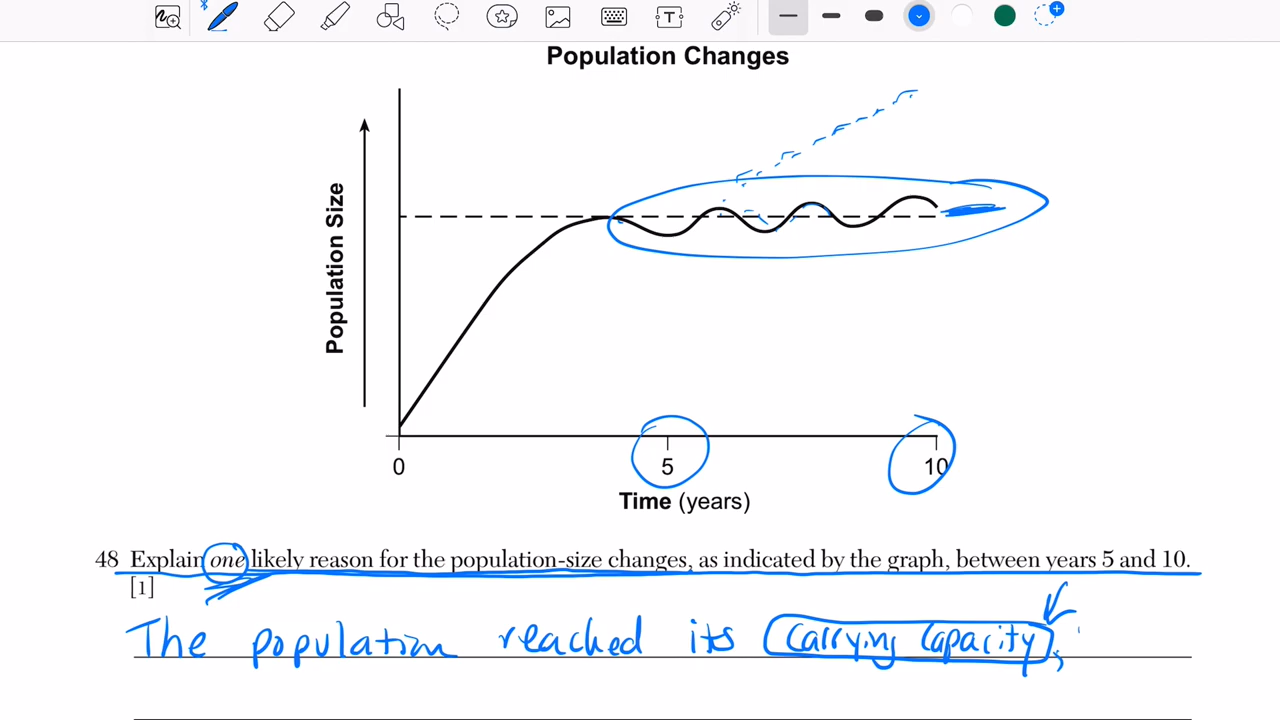 Population Changes
Population Size
0 5 10
Time (years)
48 Explain one likely reason for the population-size changes, as indicated by the graph, between years 5 and 10.
[1]
The population reached its carrying capacity,